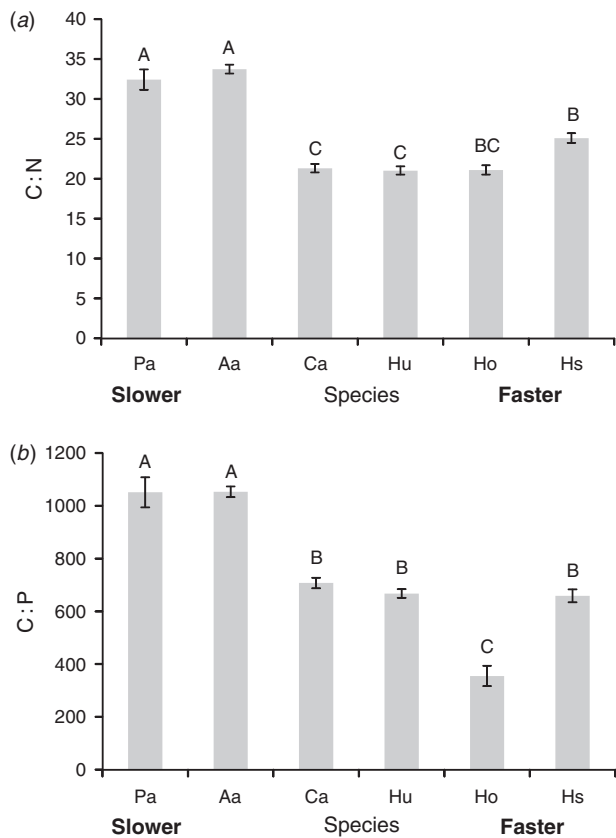 (a)
40
35
30
25
20
15
10
5
0
C:N
A
A
C
C
BC
B
Pa Aa Ca Hu Ho Hs
Slower Species Faster
(b)
1200
1000
800
600
400
200
0
C:P
A
A
B
B
C
B
Pa Aa Ca Hu Ho Hs
Slower Species Faster